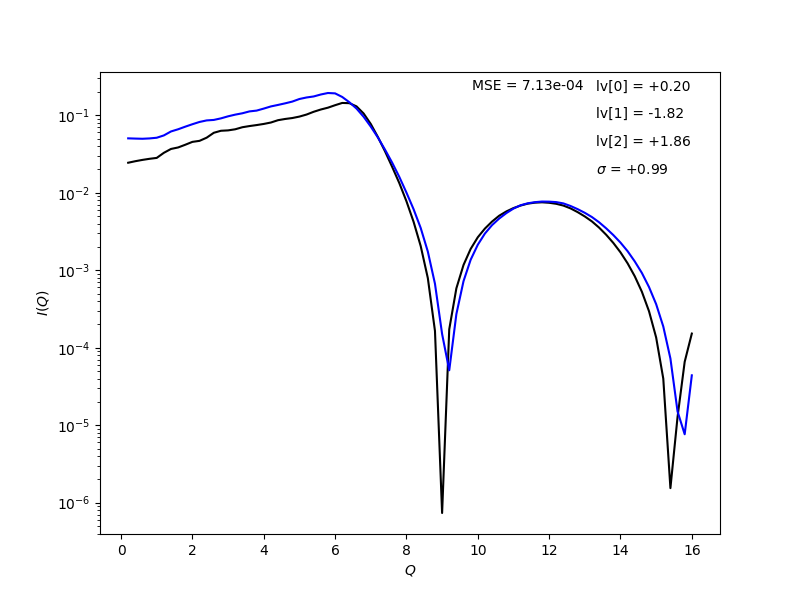 MSE = 7.13e-04 lv[0] = +0.20
lv[1] = -1.82
lv[2] = +1.86
σ = +0.99
10⁻¹
10⁻²
10⁻³
10⁻⁴
10⁻⁵
10⁻⁶
I(Q)
0 2 4 6 8 10 12 14 16
Q